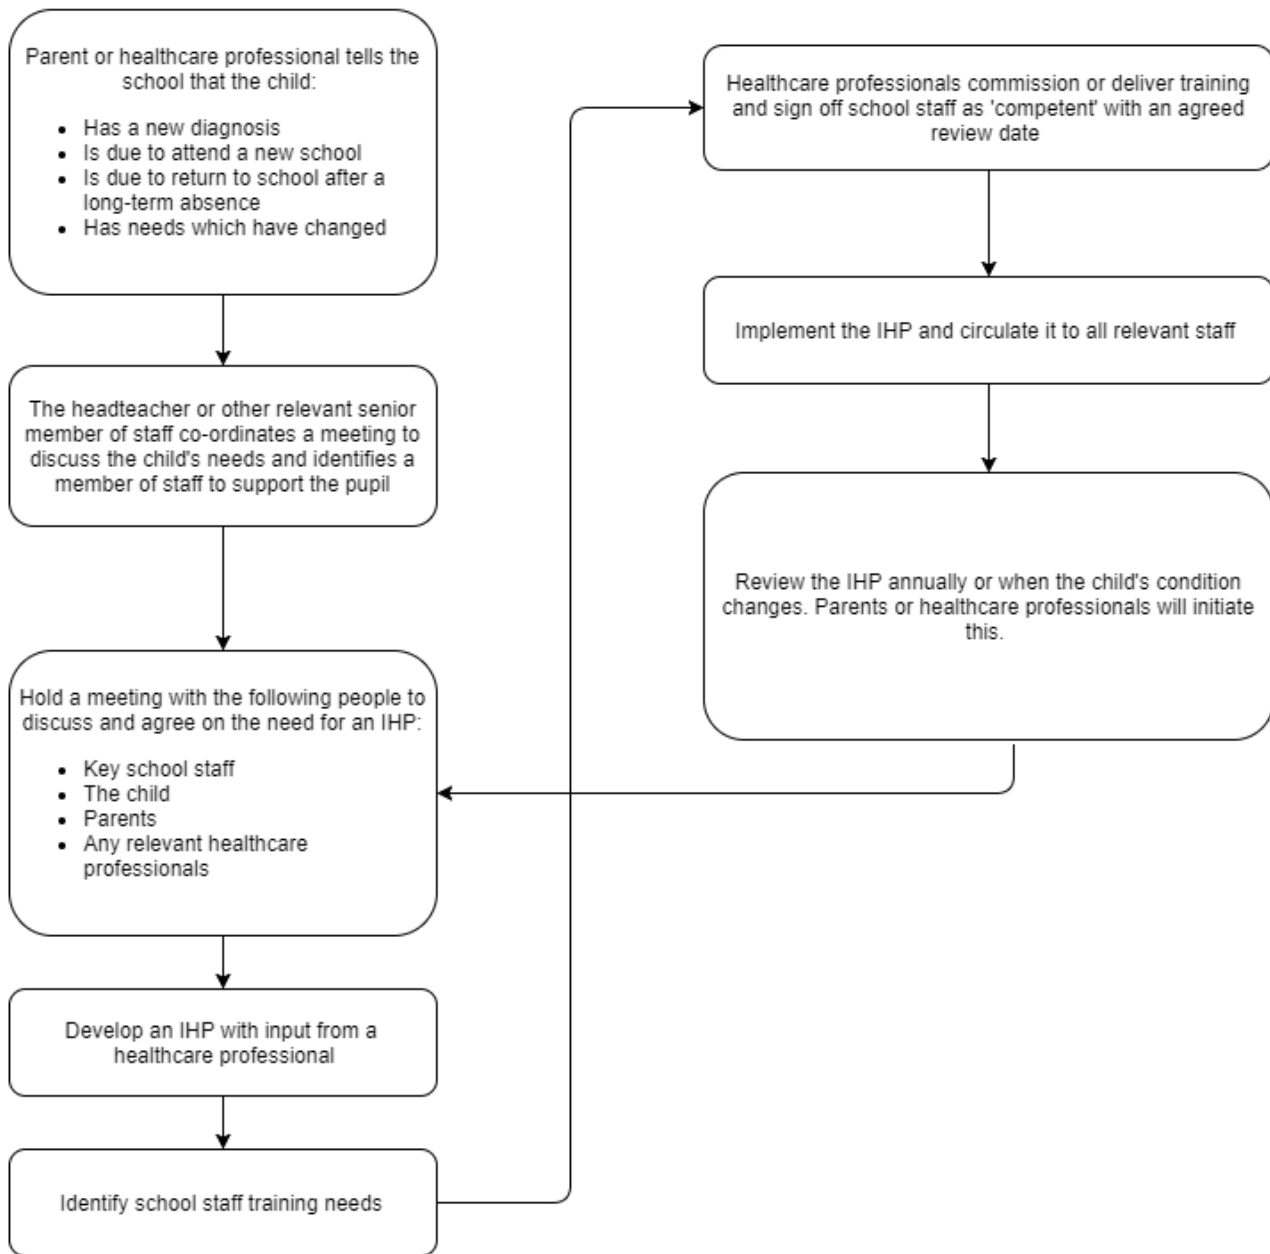 Parent or healthcare professional tells the
school that the child:
• Has a new diagnosis
• Is due to attend a new school
• Is due to return to school after a
long-term absence
• Has needs which have changed
The headteacher or other relevant senior
member of staff co-ordinates a meeting to
discuss the child's needs and identifies a
member of staff to support the pupil
Hold a meeting with the following people to
discuss and agree on the need for an IHP:
• Key school staff
• The child
• Parents
• Any relevant healthcare
professionals
Develop an IHP with input from a
healthcare professional
Identify school staff training needs
Healthcare professionals commission or deliver training
and sign off school staff as 'competent' with an agreed
review date
Implement the IHP and circulate it to all relevant staff
Review the IHP annually or when the child's condition
changes. Parents or healthcare professionals will initiate
this.